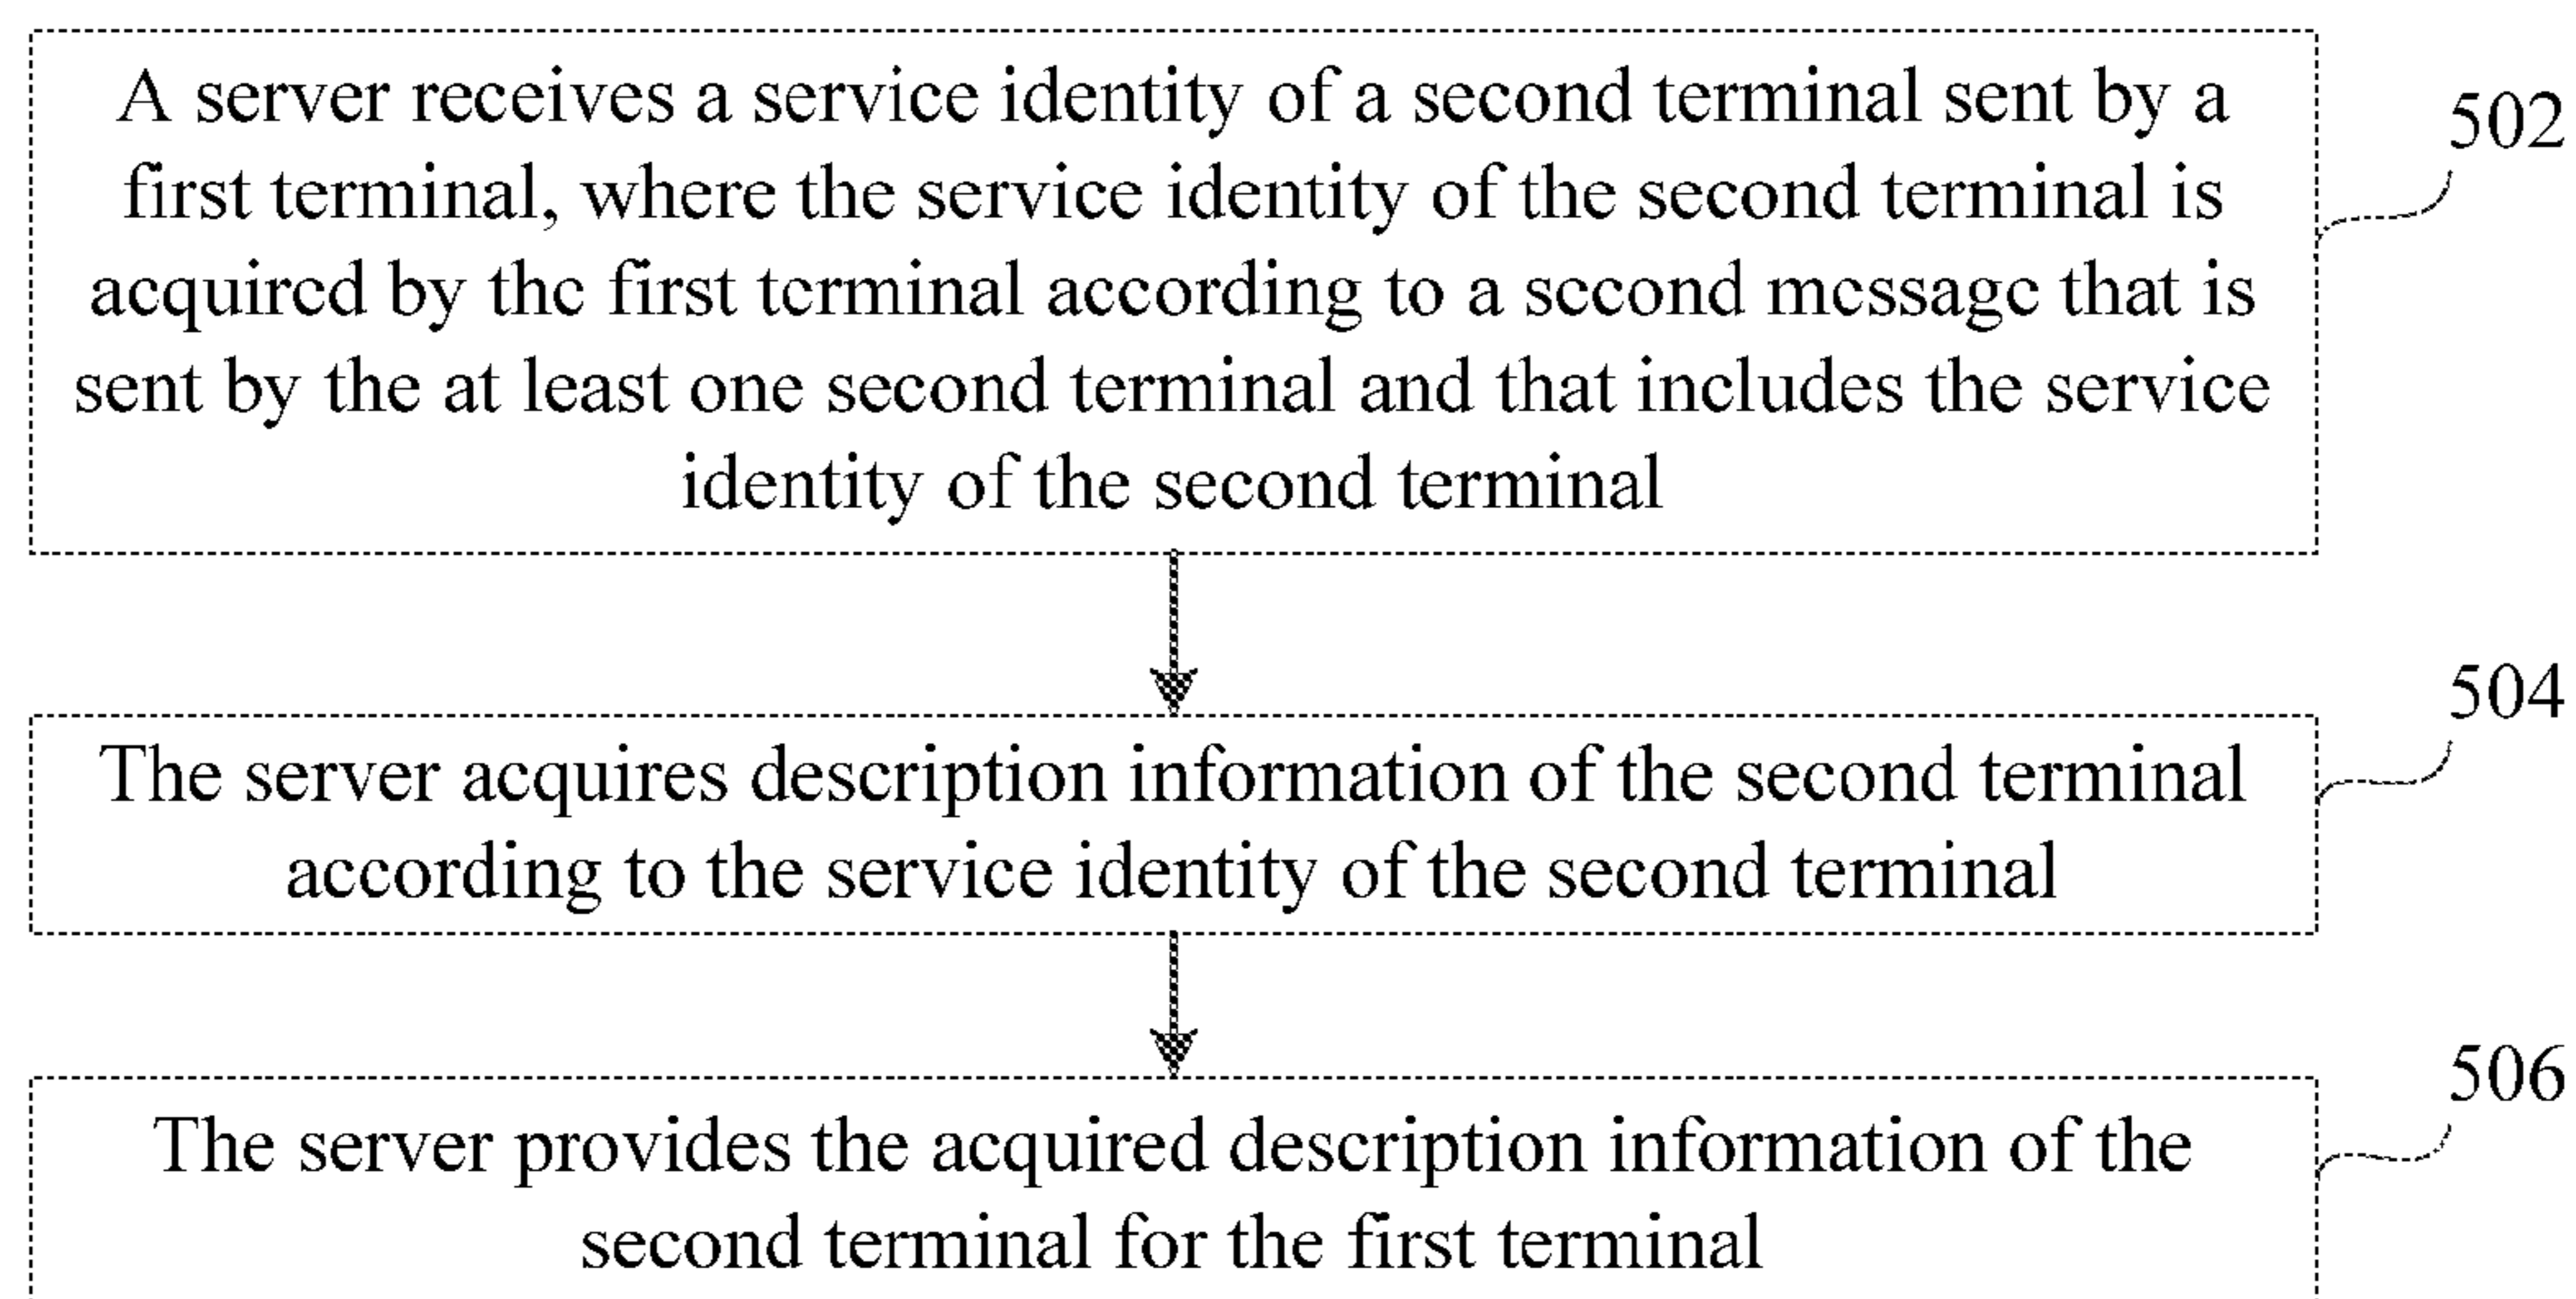 A server receives a service identity of a second terminal sent by a
first terminal, where the service identity of the second terminal is
acquired by the first terminal according to a second message that is
sent by the at least one second terminal and that includes the service
identity of the second terminal
502
The server acquires description information of the second terminal
according to the service identity of the second terminal
504
The server provides the acquired description information of the
second terminal for the first terminal
506